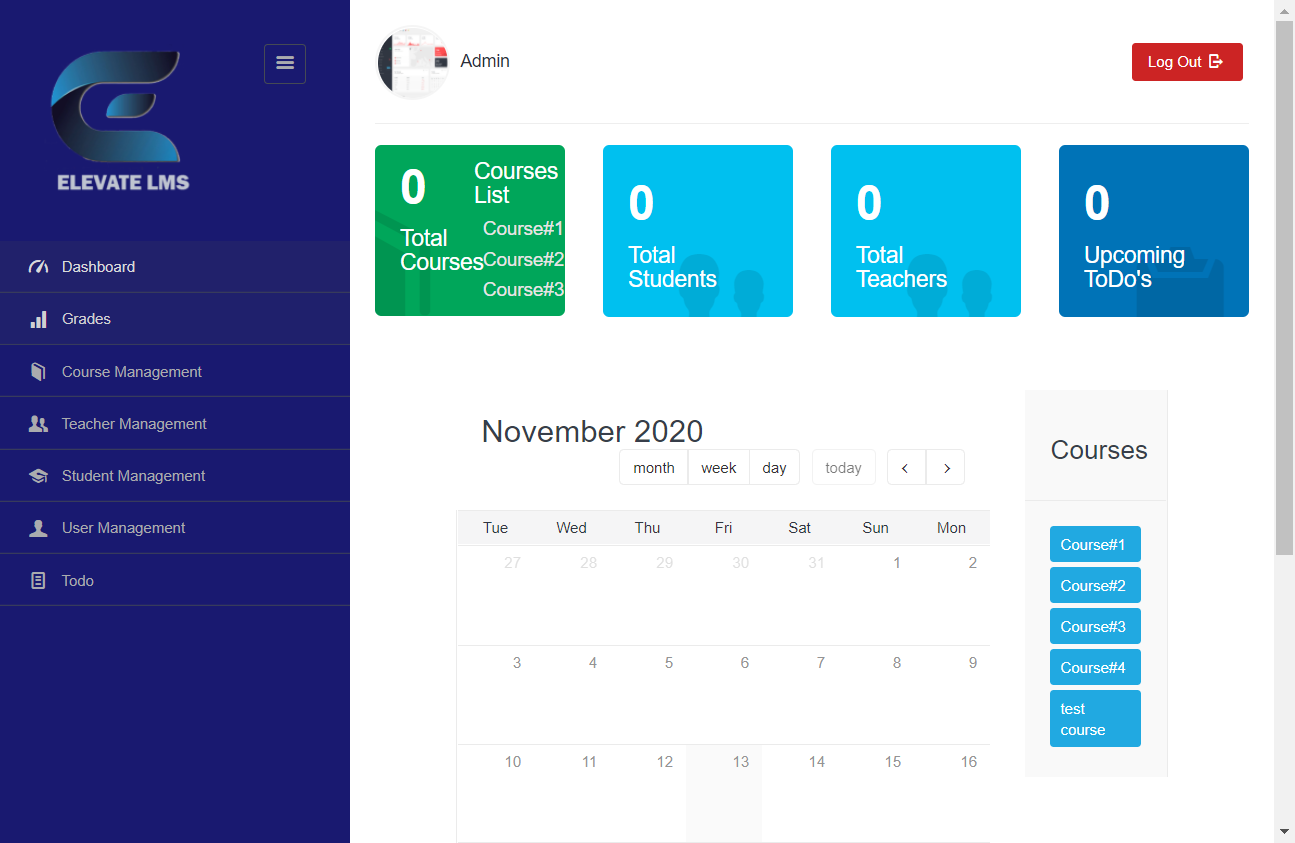 ELEVATE LMS
Dashboard
Grades
Course Management
Teacher Management
Student Management
User Management
Todo
Admin
Log Out
0
Total
Courses
Courses
List
Course#1
Course#2
Course#3
0
Total
Students
0
Total
Teachers
0
Upcoming
ToDo's
November 2020
month week day today
Tue Wed Thu Fri Sat Sun Mon
27 28 29 30 31 1 2
3 4 5 6 7 8 9
10 11 12 13 14 15 16
Courses
Course#1
Course#2
Course#3
Course#4
test
course